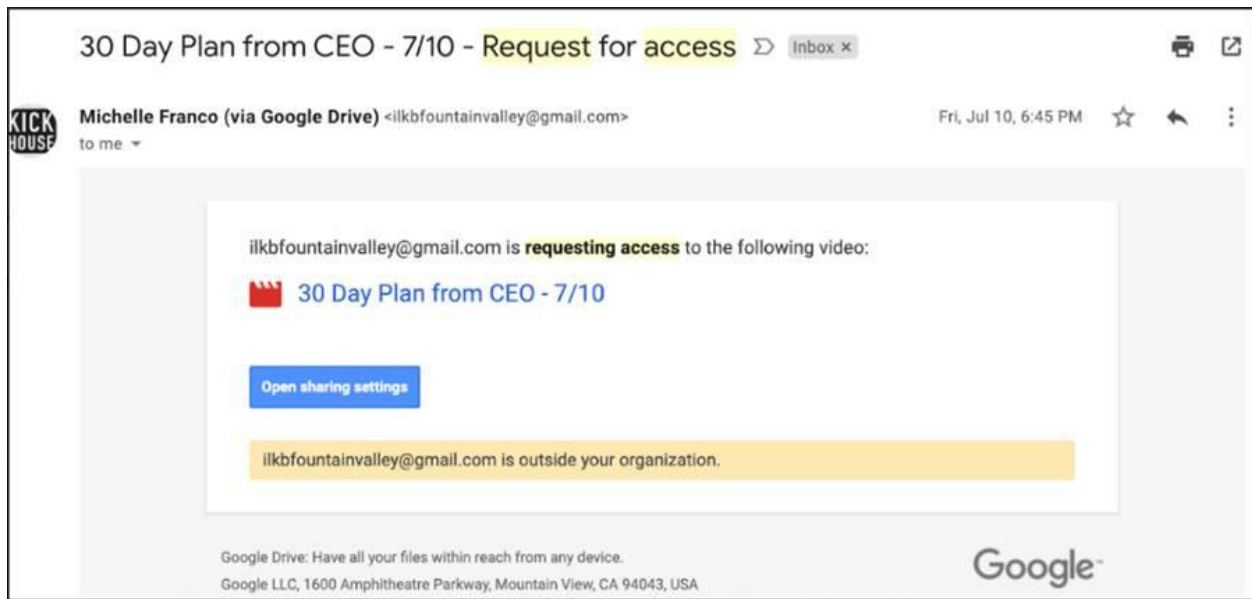 30 Day Plan from CEO - 7/10 - Request for access Inbox ×
KICK
HOUSE
Michelle Franco (via Google Drive) <ilkbfountainvalley@gmail.com> Fri, Jul 10, 6:45 PM
to me
ilkbfountainvalley@gmail.com is requesting access to the following video:
30 Day Plan from CEO - 7/10
Open sharing settings
ilkbfountainvalley@gmail.com is outside your organization.
Google Drive: Have all your files within reach from any device.
Google LLC, 1600 Amphitheatre Parkway, Mountain View, CA 94043, USA
Google™